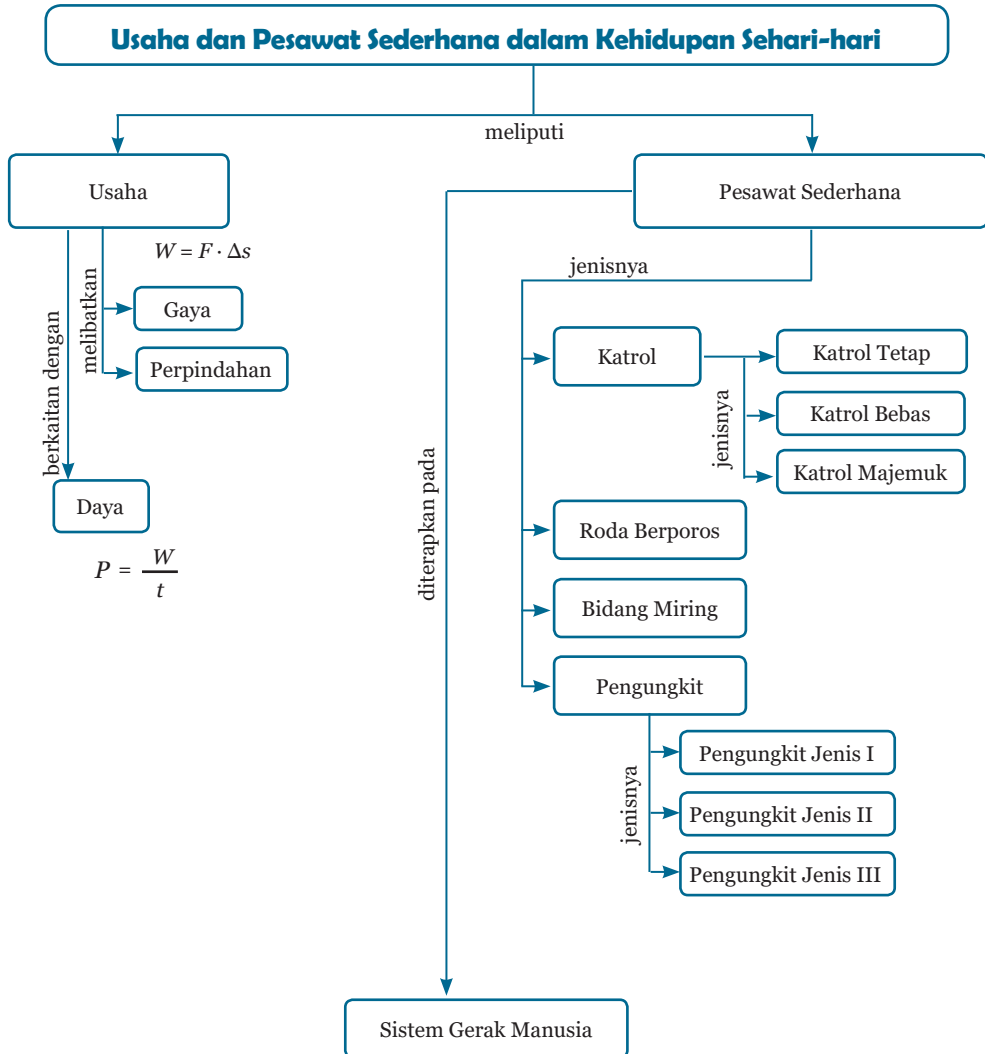 Usaha dan Pesawat Sederhana dalam Kehidupan Sehari-hari
meliputi
Usaha
W = F · Δs
melibatkan
Gaya
Perpindahan
berkaitan dengan
Daya
P = W / t
Pesawat Sederhana
jenisnya
Katrol
jenisnya
Katrol Tetap
Katrol Bebas
Katrol Majemuk
Roda Berporos
Bidang Miring
Pengungkit
jenisnya
Pengungkit Jenis I
Pengungkit Jenis II
Pengungkit Jenis III
diterapkan pada
Sistem Gerak Manusia